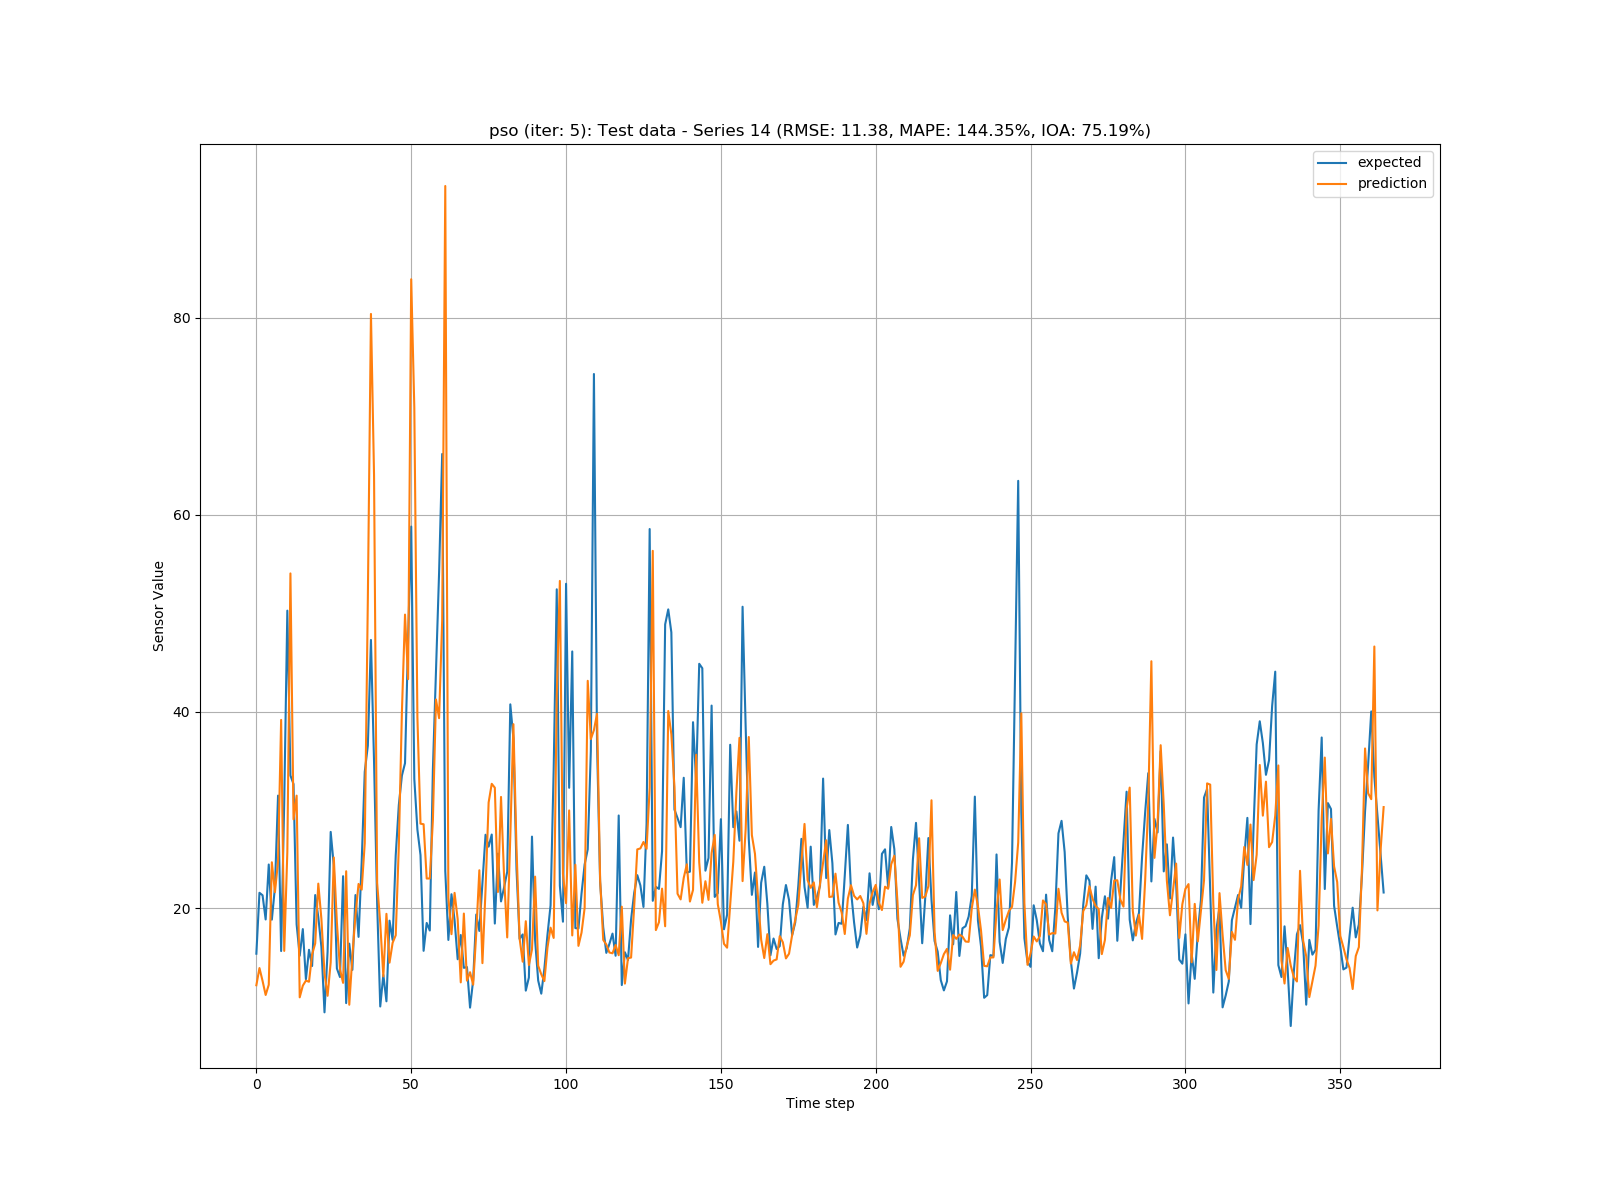 pso (iter: 5): Test data - Series 14 (RMSE: 11.38, MAPE: 144.35%, IOA: 75.19%)
expected
prediction
80
60
40
20
Sensor Value
0 50 100 150 200 250 300 350
Time step